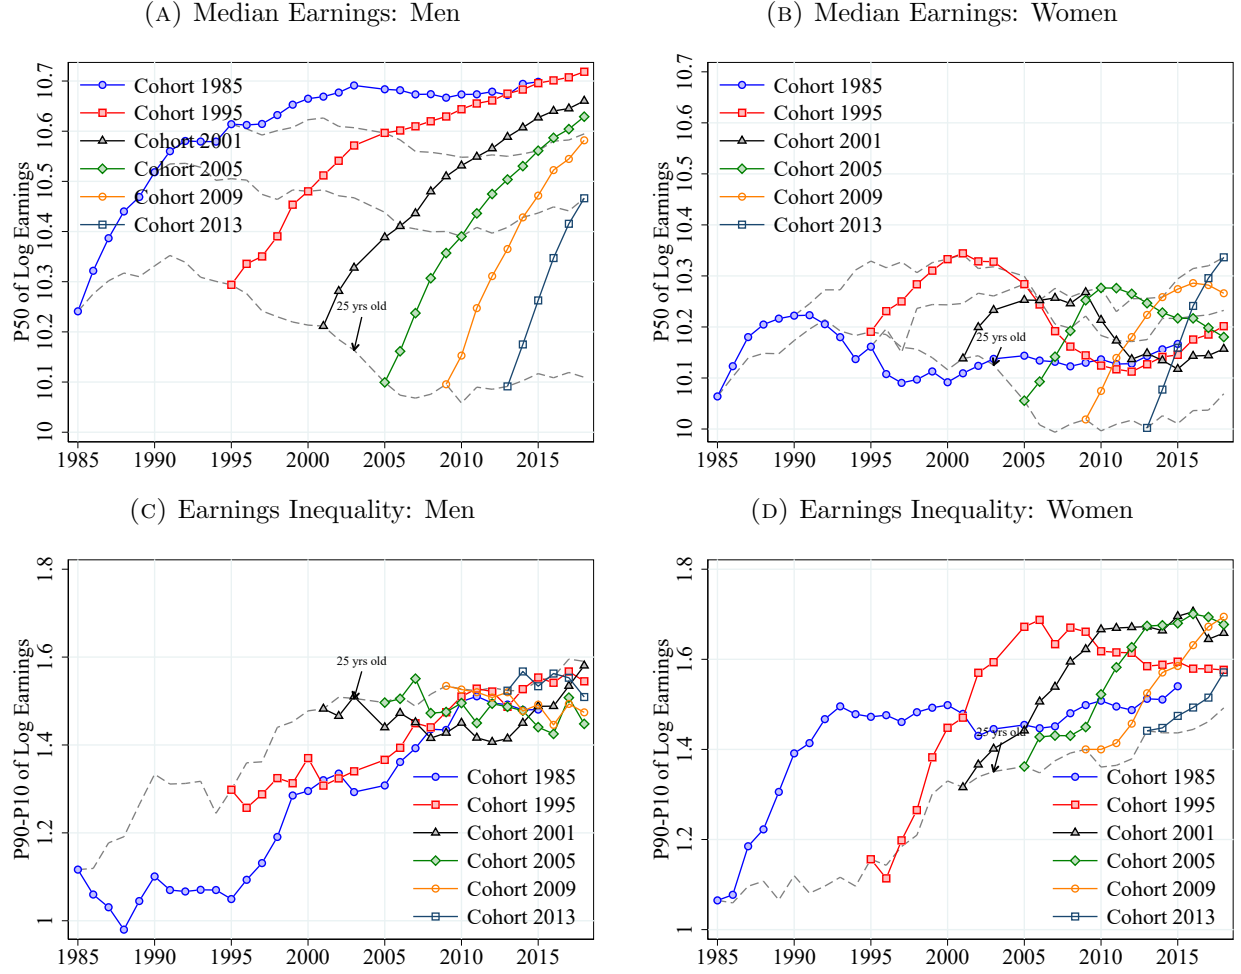 (A) Median Earnings: Men
P50 of Log Earnings
10.7
10.6
10.5
10.4
10.3
10.2
10.1
10
Cohort 1985
Cohort 1995
Cohort 2001
Cohort 2005
Cohort 2009
Cohort 2013
25 yrs old
1985 1990 1995 2000 2005 2010 2015
(B) Median Earnings: Women
P50 of Log Earnings
10.7
10.6
10.5
10.4
10.3
10.2
10.1
10
Cohort 1985
Cohort 1995
Cohort 2001
Cohort 2005
Cohort 2009
Cohort 2013
25 yrs old
1985 1990 1995 2000 2005 2010 2015
(C) Earnings Inequality: Men
P90-P10 of Log Earnings
1.8
1.6
1.4
1.2
1
25 yrs old
Cohort 1985
Cohort 1995
Cohort 2001
Cohort 2005
Cohort 2009
Cohort 2013
1985 1990 1995 2000 2005 2010 2015
(D) Earnings Inequality: Women
P90-P10 of Log Earnings
1.8
1.6
1.4
1.2
1
25 yrs old
Cohort 1985
Cohort 1995
Cohort 2001
Cohort 2005
Cohort 2009
Cohort 2013
1985 1990 1995 2000 2005 2010 2015